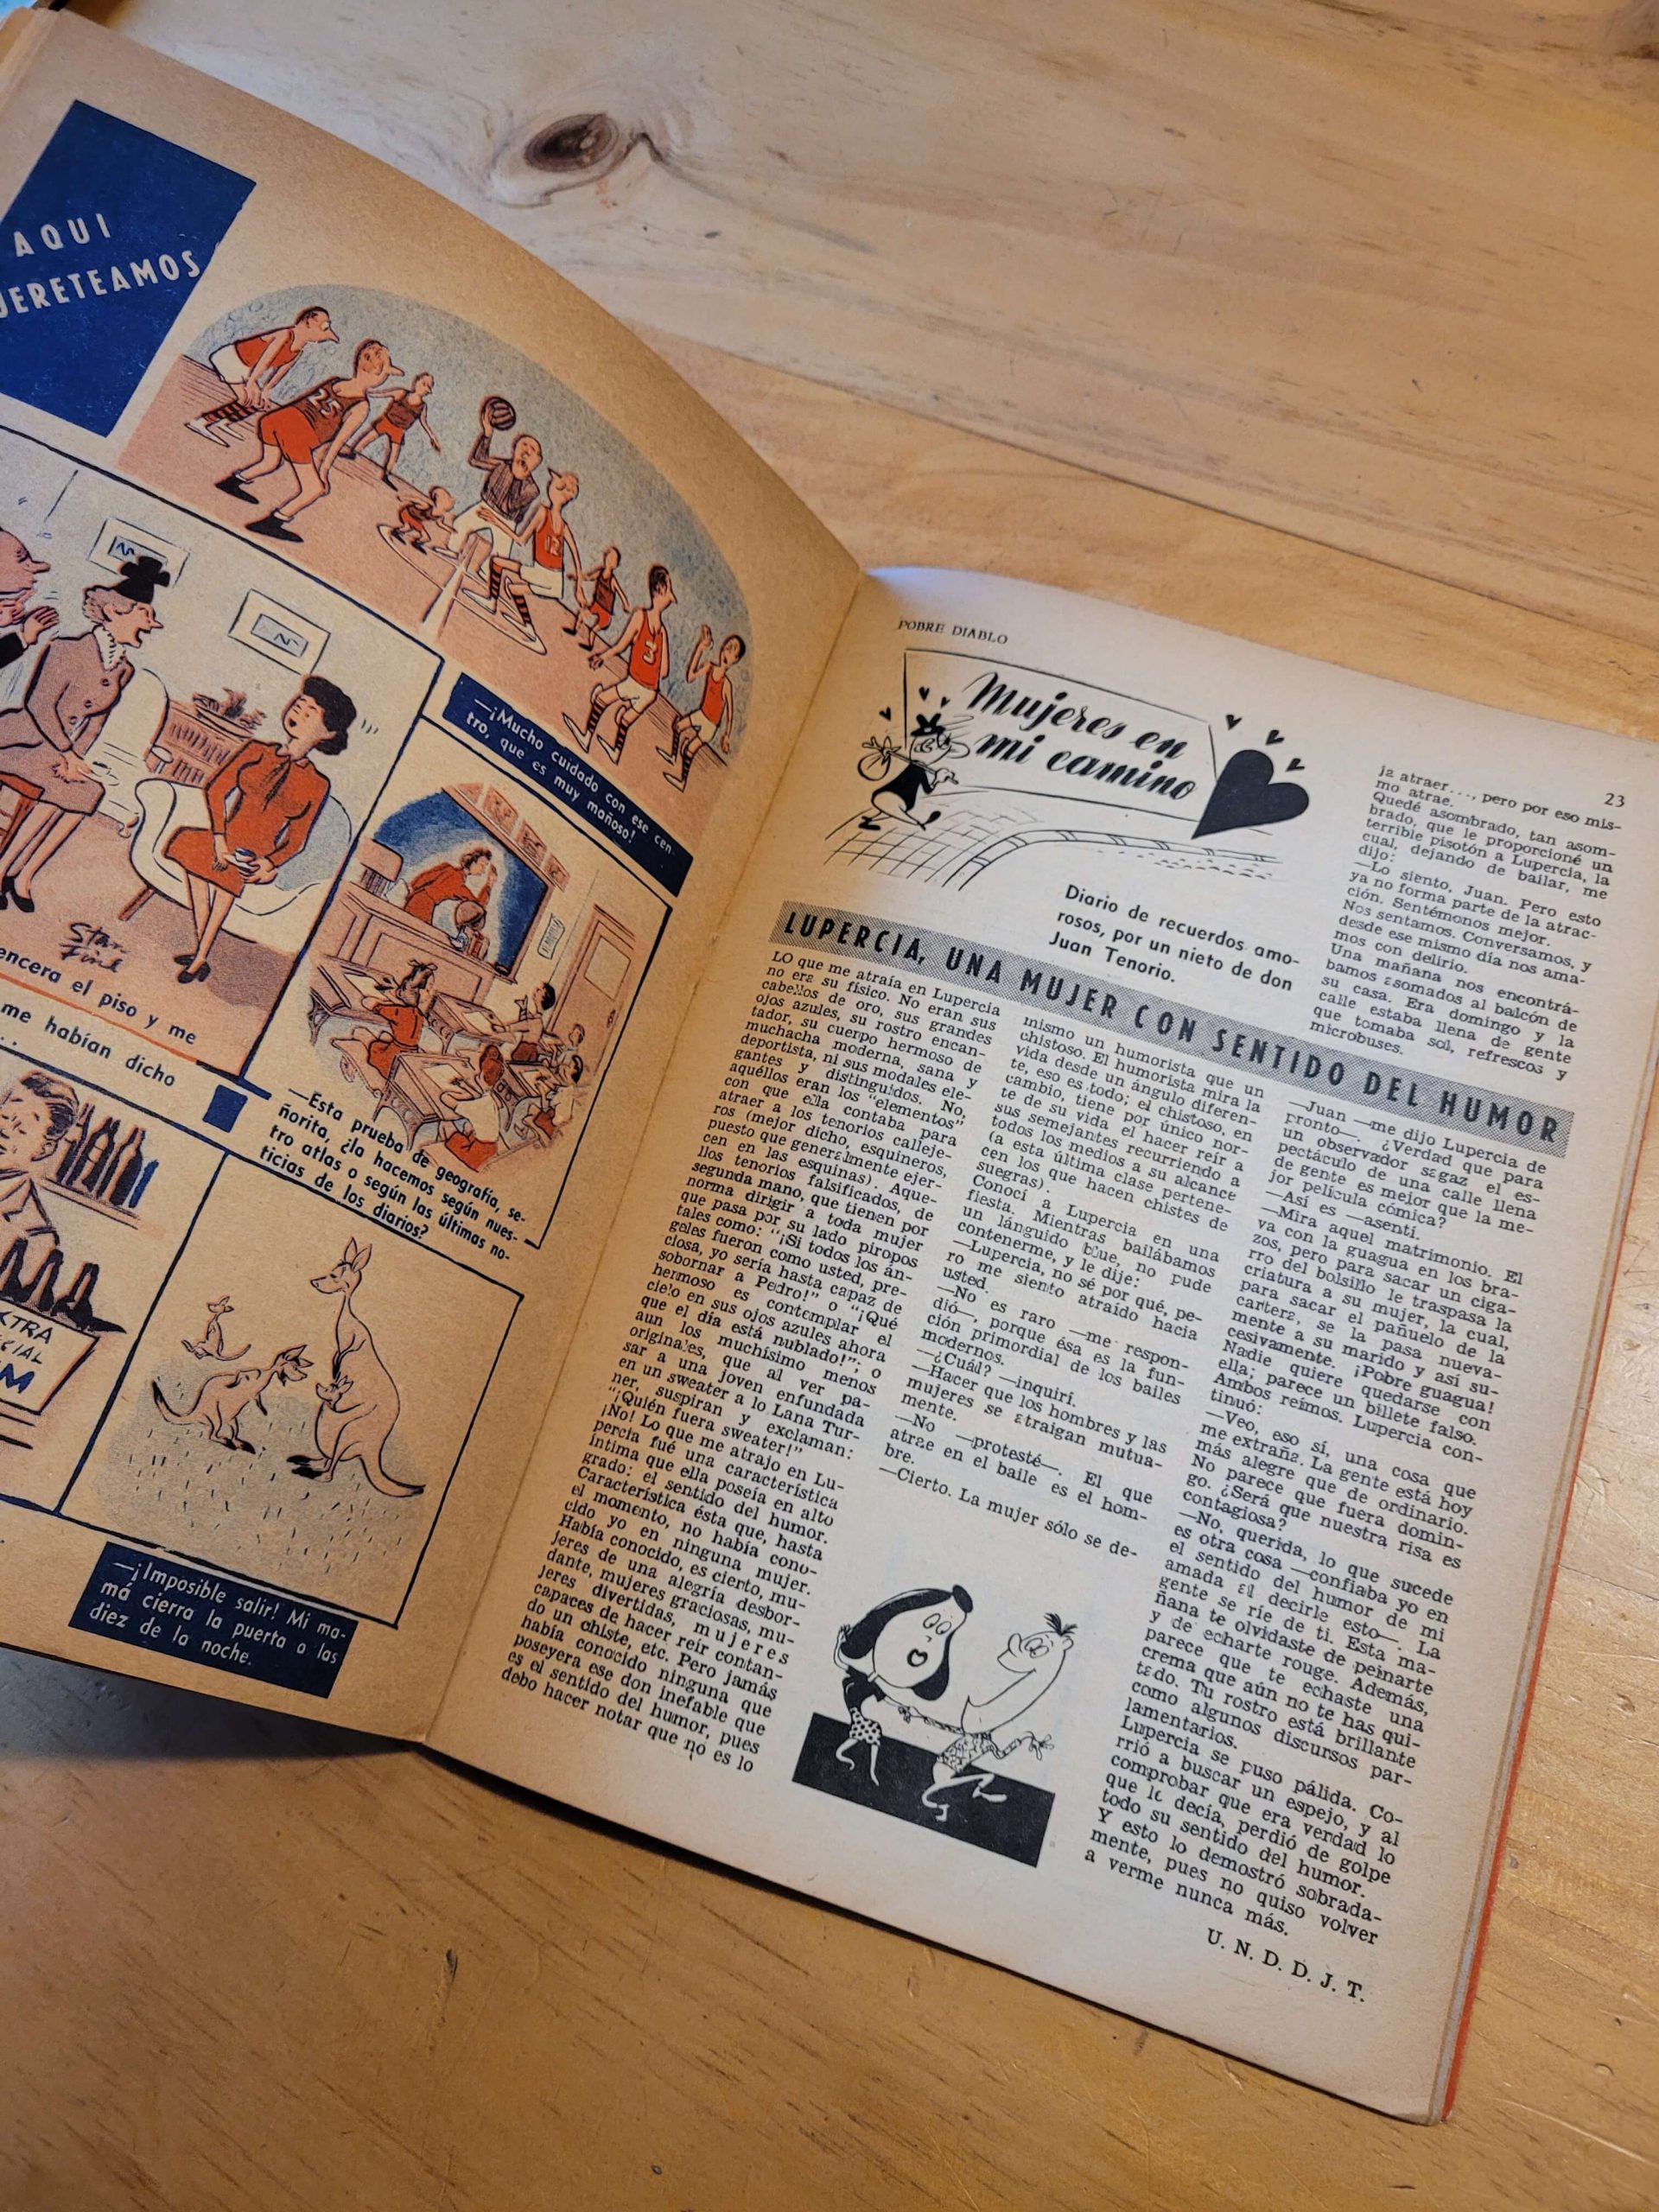 AQUI
JERETEAMOS
25
12
3
—¡Mucho cuidado con ese cen-
tro, que es muy mañoso!
Stan
Fine
encera el piso y me
me habían dicho
—Esta prueba de geografía, se-
ñorita, ¿la hacemos según nues-
tro atlas o según las últimas no-
ticias de los diarios?
—¡Imposible salir! Mi ma-
má cierra la puerta a las
diez de la noche.
POBRE DIABLO
23
Mujeres en
mi camino
Diario de recuerdos amo-
rosos, por un nieto de don
Juan Tenorio.
LUPERCIA, UNA MUJER CON SENTIDO DEL HUMOR
LO que me atraía en Lupercia
no era su físico. No eran sus
cabellos de oro, sus grandes
ojos azules, su rostro encan-
tador, su cuerpo hermoso de
muchacha moderna, sana y
deportista, ni sus modales ele-
gantes y distinguidos. No,
aquéllos eran los "elementos"
con que ella contaba para
atraer a los tenorios calleje-
ros (mejor dicho, esquineros,
puesto que generalmente ejer-
cen en las esquinas). Aque-
llos tenorios falsificados, de
segunda mano, que tienen por
norma dirigir a toda mujer
que pasa por su lado piropos
tales como: "¡Si todos los án-
geles fueron como usted, pre-
ciosa, yo sería hasta capaz de
sobornar a Pedro!" o "¡Qué
hermoso es contemplar el
cielo en sus ojos azules ahora
que el día está nublado!"; o
aun los muchísimo menos
originales, que al ver pa-
sar a una joven enfundada
en un sweater a lo Lana Tur-
ner, suspiran y exclaman:
"¡Quién fuera sweater!"
¡No! Lo que me atrajo en Lu-
percia fué una característica
íntima que ella poseía en alto
grado: el sentido del humor.
Característica ésta que, hasta
el momento, no había cono-
cido yo en ninguna mujer.
Había conocido, es cierto, mu-
jeres de una alegría desbor-
dante, mujeres graciosas, mu-
jeres divertidas, mujeres
capaces de hacer reír contan-
do un chiste, etc. Pero jamás
había conocido ninguna que
poseyera ese don inefable que
es el sentido del humor, pues
debo hacer notar que no es lo
mismo un humorista que un
chistoso. El humorista mira la
vida desde un ángulo diferen-
te, eso es todo; el chistoso, en
cambio, tiene por único nor-
te de su vida el hacer reír a
sus semejantes recurriendo a
todos los medios a su alcance
(a esta última clase pertene-
cen los que hacen chistes de
suegras).
Conocí a Lupercia en una
fiesta. Mientras bailábamos
un lánguido blue, no pude
contenerme, y le dije:
—Lupercia, no sé por qué, pe-
ro me siento atraído hacia
usted.
—No es raro —me respon-
dió—, porque ésa es la fun-
ción primordial de los bailes
modernos.
—¿Cuál? —inquirí.
—Hacer que los hombres y las
mujeres se atraigan mutua-
mente.
—No —protesté—. El que
atrae en el baile es el hom-
bre.
—Cierto. La mujer sólo se de-
ja atraer..., pero por eso mis-
mo atrae.
Quedé asombrado, tan asom-
brado, que le proporcioné un
terrible pisotón a Lupercia, la
cual, dejando de bailar, me
dijo:
—Lo siento, Juan. Pero esto
ya no forma parte de la atrac-
ción. Sentémonos mejor.
Nos sentamos. Conversamos, y
desde ese mismo día nos ama-
mos con delirio.
Una mañana nos encontrá-
bamos asomados al balcón de
su casa. Era domingo y la
calle estaba llena de gente
que tomaba sol, refrescos y
microbuses.
—Juan —me dijo Lupercia de
pronto—. ¿Verdad que para
un observador sagaz el es-
pectáculo de una calle llena
de gente es mejor que la me-
jor película cómica?
—Así es —asentí.
—Mira aquel matrimonio. El
va con la guagua en los bra-
zos, pero para sacar un ciga-
rro del bolsillo le traspasa la
criatura a su mujer, la cual,
para sacar el pañuelo de la
cartera, se la pasa nueva-
mente a su marido y así su-
cesivamente. ¡Pobre guagua!
Nadie quiere quedarse con
ella; parece un billete falso.
Ambos reímos. Lupercia con-
tinuó:
—Veo, eso sí, una cosa que
me extraña. La gente está hoy
más alegre que de ordinario.
No parece que fuera domin-
go. ¿Será que nuestra risa es
contagiosa?
—No, querida, lo que sucede
es otra cosa —confiaba yo en
el sentido del humor de mi
amada al decirle esto—. La
gente se ríe de ti. Esta ma-
ñana te olvidaste de peinarte
y de echarte rouge. Además,
parece que te echaste una
crema que aún no te has qui-
tado. Tu rostro está brillante
como algunos discursos par-
lamentarios.
Lupercia se puso pálida. Co-
rrió a buscar un espejo, y al
comprobar que era verdad lo
que le decía, perdió de golpe
todo su sentido del humor.
Y esto lo demostró sobrada-
mente, pues no quiso volver
a verme nunca más.
U. N. D. D. J. T.